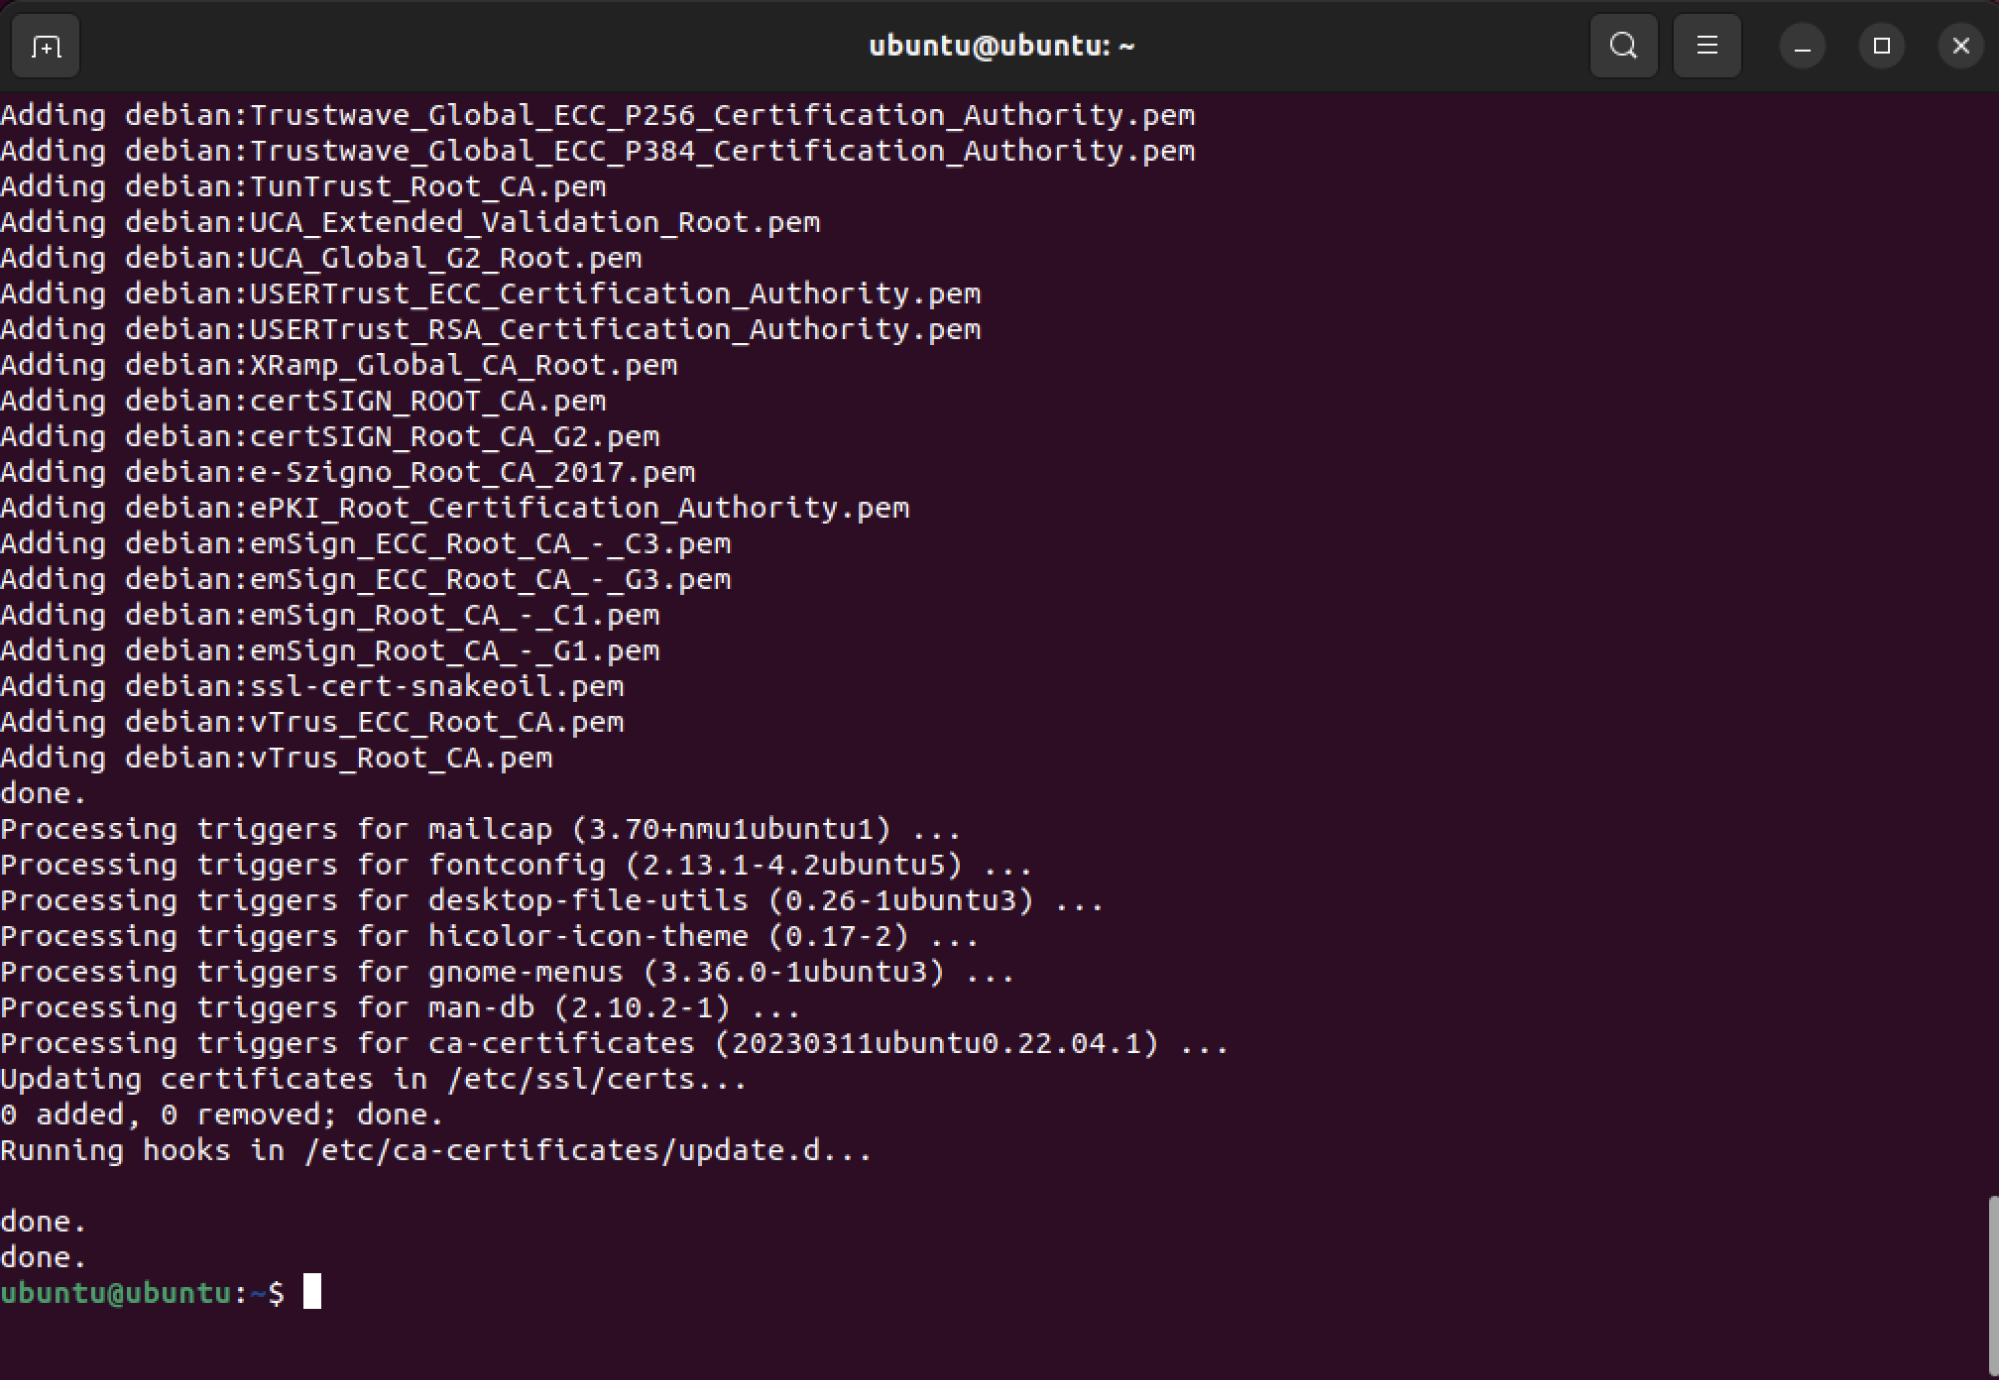 ubuntu@ubuntu: ~
Adding debian:Trustwave_Global_ECC_P256_Certification_Authority.pem
Adding debian:Trustwave_Global_ECC_P384_Certification_Authority.pem
Adding debian:TunTrust_Root_CA.pem
Adding debian:UCA_Extended_Validation_Root.pem
Adding debian:UCA_Global_G2_Root.pem
Adding debian:USERTrust_ECC_Certification_Authority.pem
Adding debian:USERTrust_RSA_Certification_Authority.pem
Adding debian:XRamp_Global_CA_Root.pem
Adding debian:certSIGN_ROOT_CA.pem
Adding debian:certSIGN_Root_CA_G2.pem
Adding debian:e-Szigno_Root_CA_2017.pem
Adding debian:ePKI_Root_Certification_Authority.pem
Adding debian:emSign_ECC_Root_CA_-_C3.pem
Adding debian:emSign_ECC_Root_CA_-_G3.pem
Adding debian:emSign_Root_CA_-_C1.pem
Adding debian:emSign_Root_CA_-_G1.pem
Adding debian:ssl-cert-snakeoil.pem
Adding debian:vTrus_ECC_Root_CA.pem
Adding debian:vTrus_Root_CA.pem
done.
Processing triggers for mailcap (3.70+nmu1ubuntu1) ...
Processing triggers for fontconfig (2.13.1-4.2ubuntu5) ...
Processing triggers for desktop-file-utils (0.26-1ubuntu3) ...
Processing triggers for hicolor-icon-theme (0.17-2) ...
Processing triggers for gnome-menus (3.36.0-1ubuntu3) ...
Processing triggers for man-db (2.10.2-1) ...
Processing triggers for ca-certificates (20230311ubuntu0.22.04.1) ...
Updating certificates in /etc/ssl/certs...
0 added, 0 removed; done.
Running hooks in /etc/ca-certificates/update.d...
done.
done.
ubuntu@ubuntu:~$